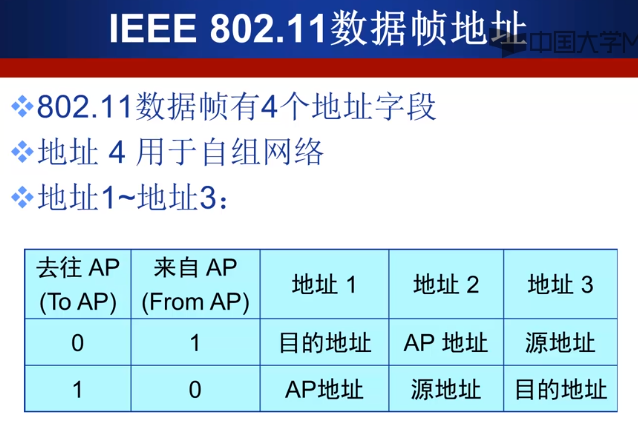 IEEE 802.11数据帧地址
中国大学M
802.11数据帧有4个地址字段
地址 4 用于自组网络
地址1~地址3：
去往 AP
(To AP)
来自 AP
(From AP)
地址 1
地址 2
地址 3
0
1
目的地址
AP 地址
源地址
1
0
AP地址
源地址
目的地址